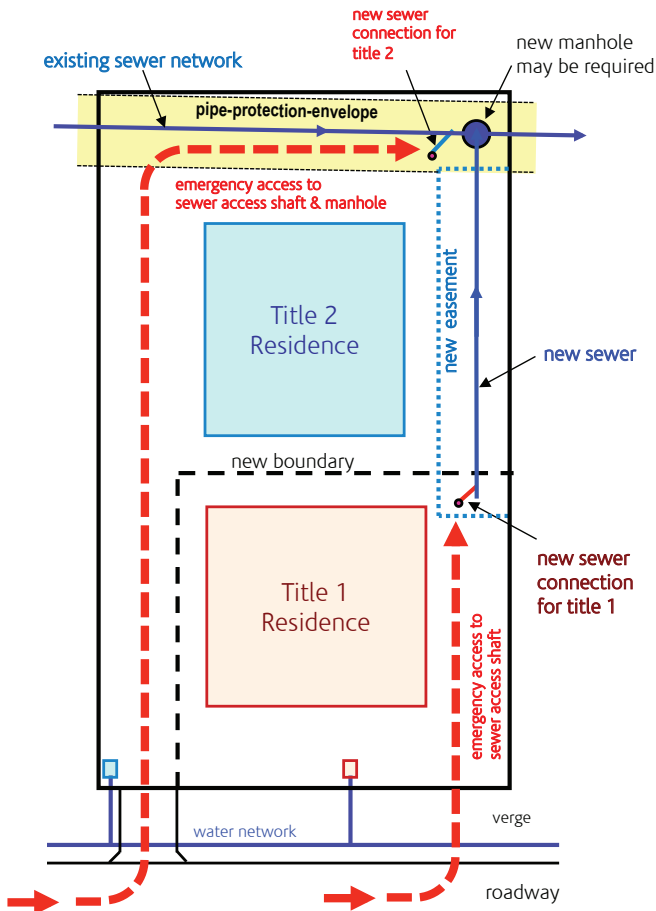 new sewer
connection for
title 2
new manhole
may be required
existing sewer network
pipe-protection-envelope
emergency access to
sewer access shaft & manhole
Title 2
Residence
new easement
new sewer
new boundary
Title 1
Residence
new sewer
connection
for title 1
emergency access to
sewer access shaft
verge
water network
roadway